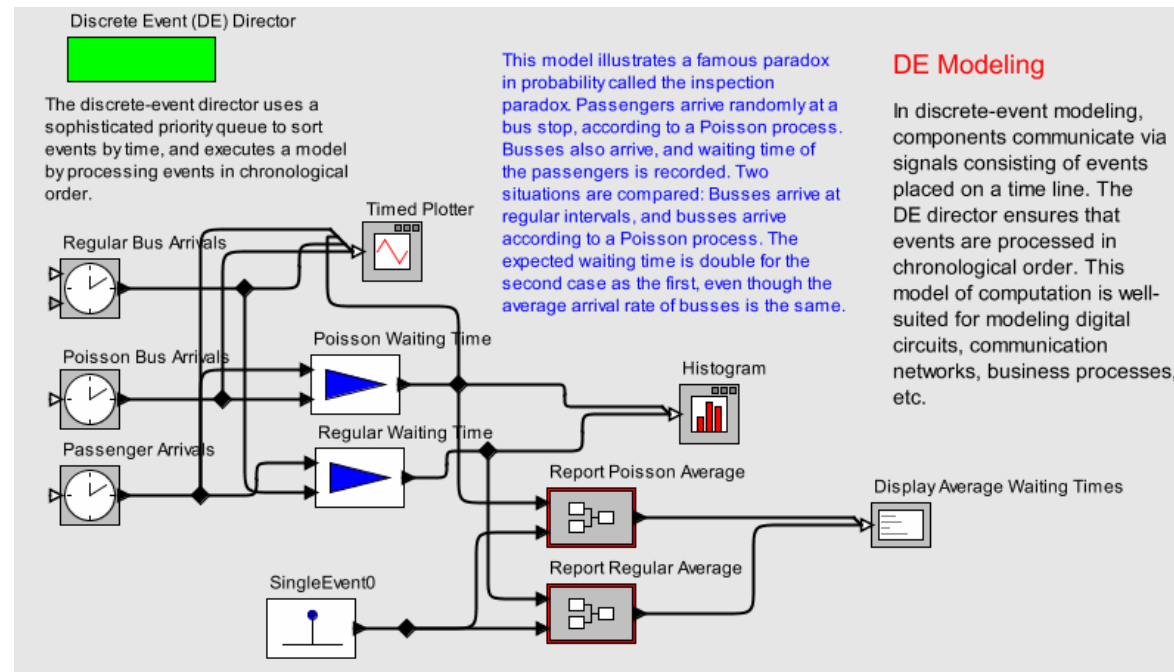 Discrete Event (DE) Director
The discrete-event director uses a
sophisticated priority queue to sort
events by time, and executes a model
by processing events in chronological
order.
This model illustrates a famous paradox
in probability called the inspection
paradox. Passengers arrive randomly at a
bus stop, according to a Poisson process.
Busses also arrive, and waiting time of
the passengers is recorded. Two
situations are compared: Busses arrive at
regular intervals, and busses arrive
according to a Poisson process. The
expected waiting time is double for the
second case as the first, even though the
average arrival rate of busses is the same.
DE Modeling
In discrete-event modeling,
components communicate via
signals consisting of events
placed on a time line. The
DE director ensures that
events are processed in
chronological order. This
model of computation is well-
suited for modeling digital
circuits, communication
networks, business processes,
etc.
Timed Plotter
Regular Bus Arrivals
Poisson Waiting Time
Poisson Bus Arrivals
Histogram
Regular Waiting Time
Passenger Arrivals
Report Poisson Average
Display Average Waiting Times
Report Regular Average
SingleEvent0